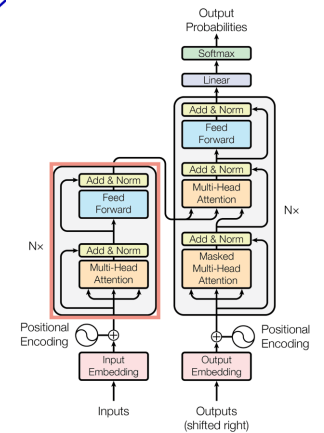 Output
Probabilities
Softmax
Linear
Add & Norm
Feed
Forward
Add & Norm
Multi-Head
Attention
Add & Norm
Masked
Multi-Head
Attention
Nx
Add & Norm
Feed
Forward
Add & Norm
Multi-Head
Attention
Nx
Positional
Encoding
Positional
Encoding
Input
Embedding
Output
Embedding
Inputs
Outputs
(shifted right)